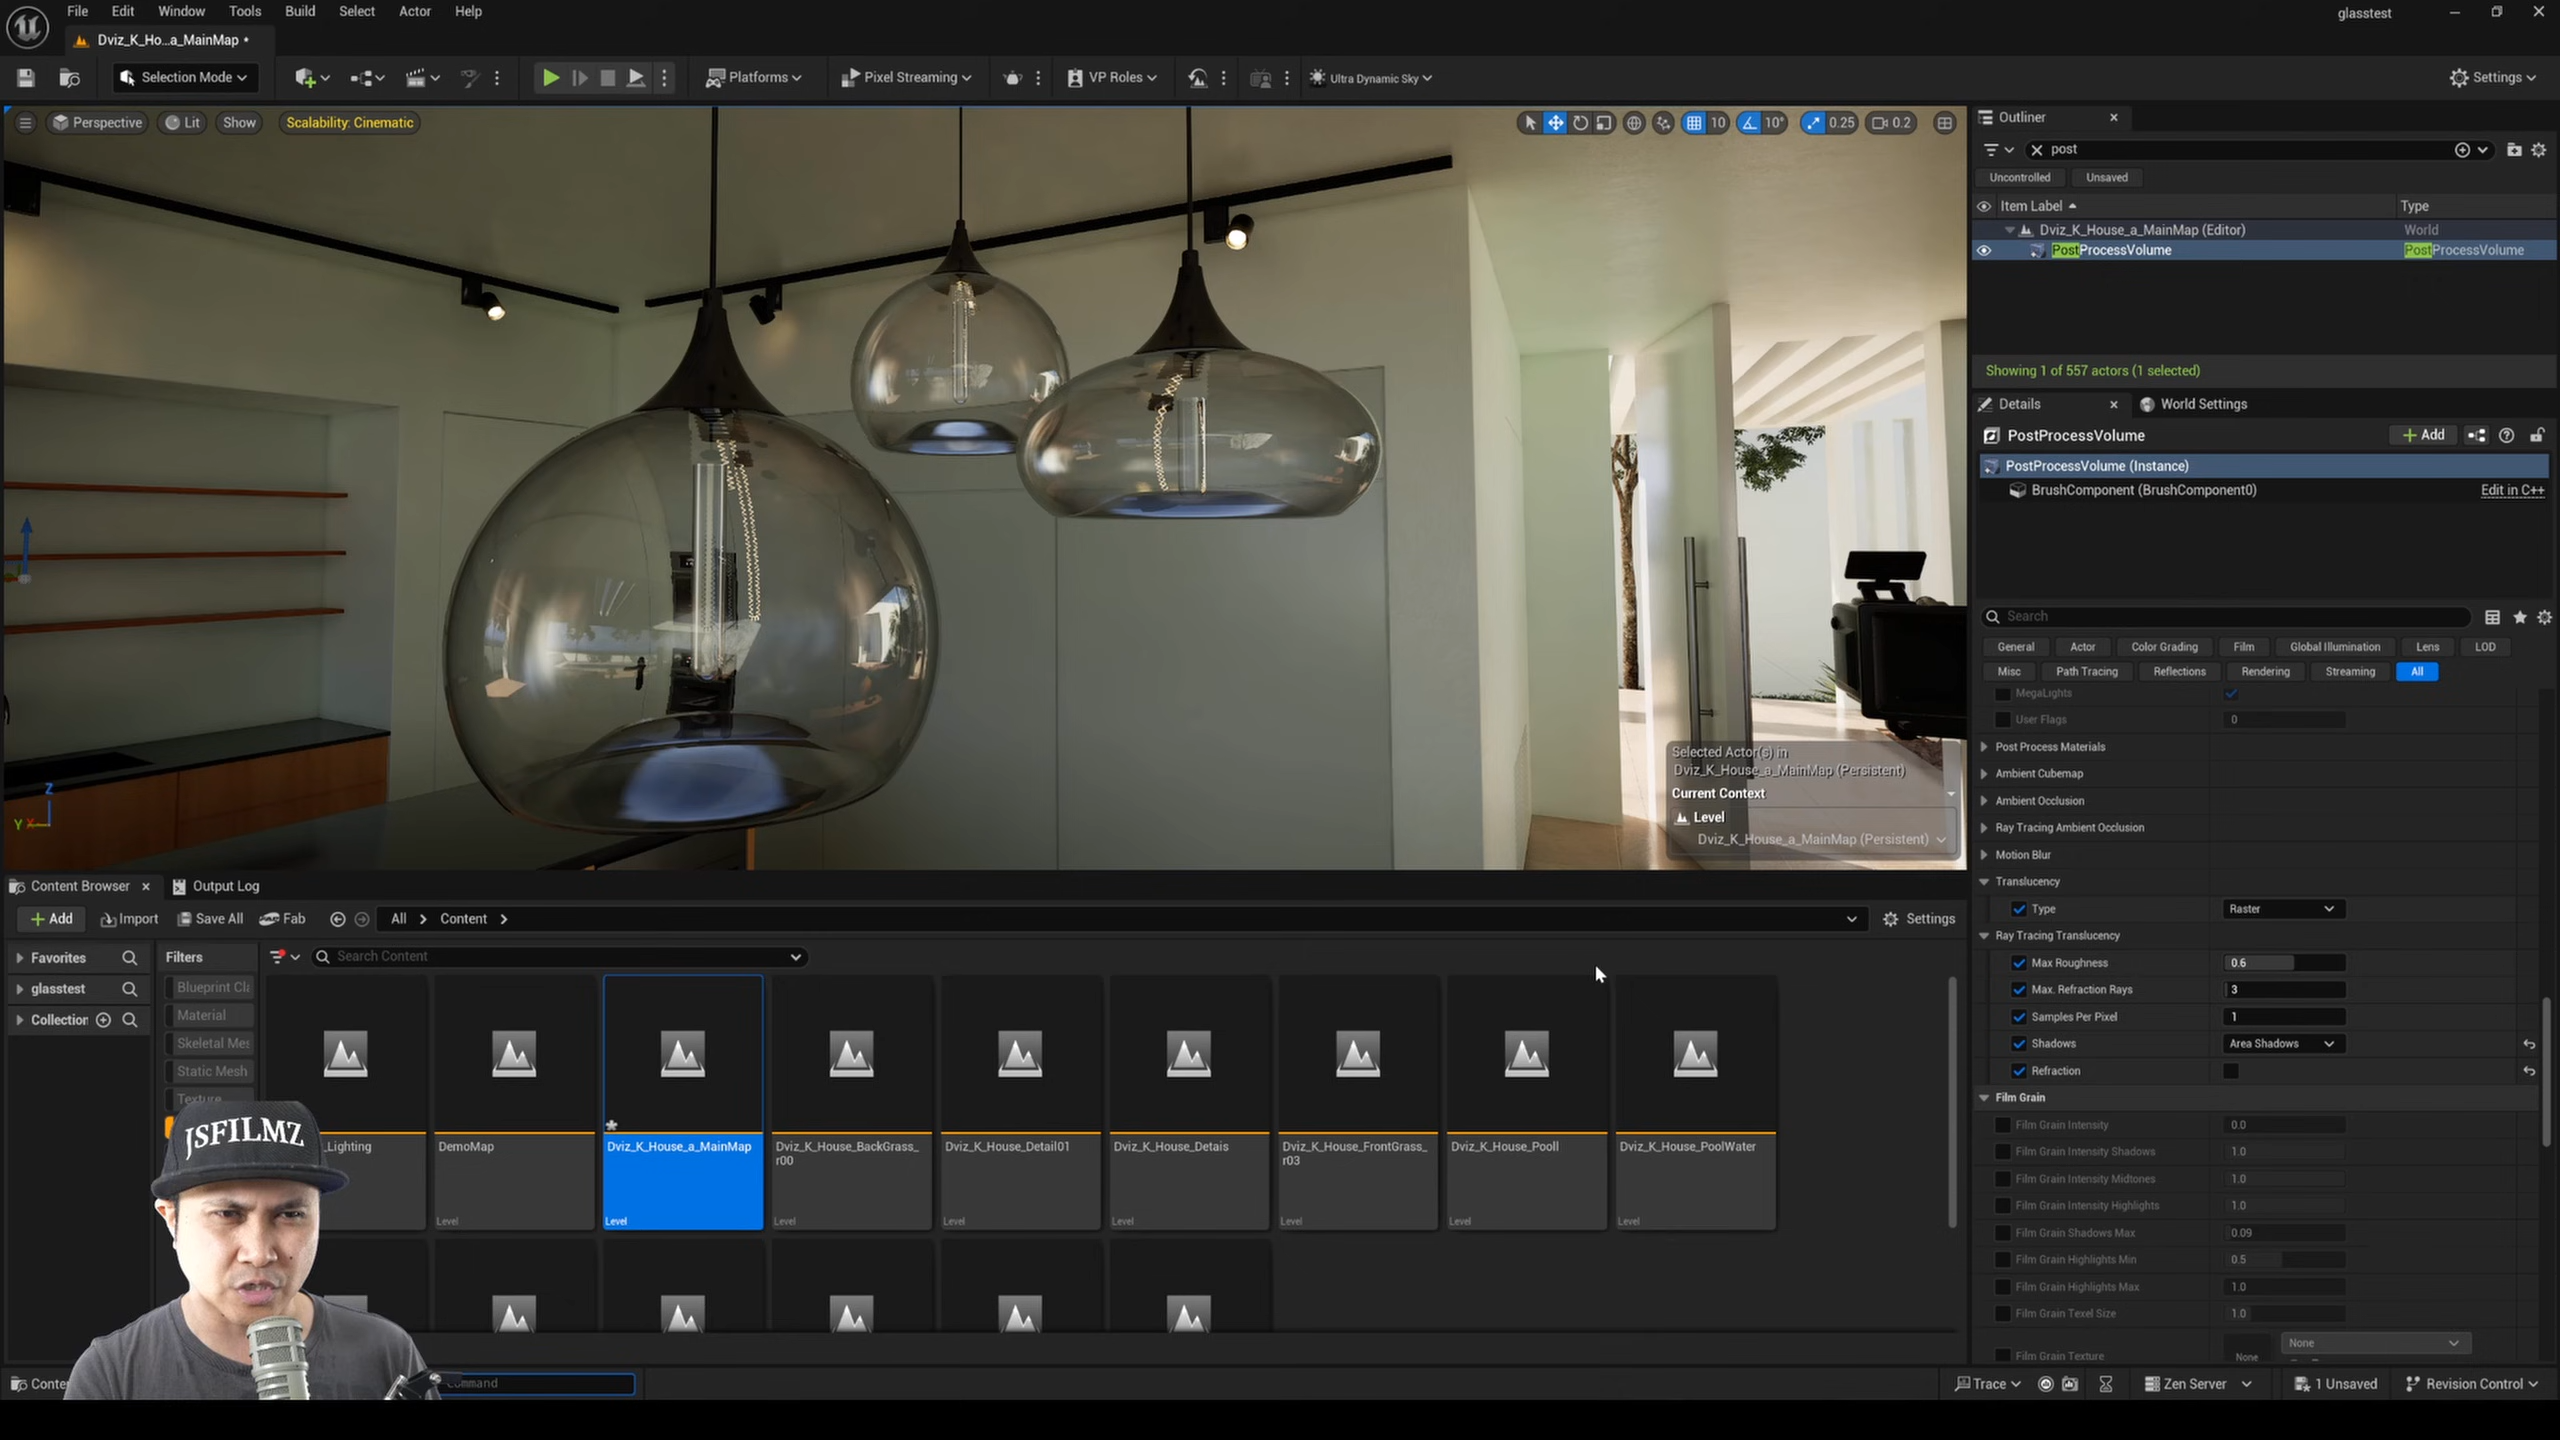 File Edit Window Tools Build Select Actor Help
glasstest
Dviz_K_Ho...a_MainMap •
Selection Mode
Platforms
Pixel Streaming
VP Roles
Ultra Dynamic Sky
Settings
Perspective
Lit
Show
Scalability: Cinematic
10
10°
0.25
0.2
Selected Actor(s) in
Dviz_K_House_a_MainMap (Persistent)
Current Context
Level
Dviz_K_House_a_MainMap (Persistent)
Outliner
post
Uncontrolled
Unsaved
Item Label
Type
Dviz_K_House_a_MainMap (Editor)
World
PostProcessVolume
PostProcessVolume
Showing 1 of 557 actors (1 selected)
Details
World Settings
PostProcessVolume
Add
PostProcessVolume (Instance)
BrushComponent (BrushComponent0)
Edit in C++
Search
General Actor Color Grading Film Global Illumination Lens LOD
Misc Path Tracing Reflections Rendering Streaming All
MegaLights
User Flags 0
Post Process Materials
Ambient Cubemap
Ambient Occlusion
Ray Tracing Ambient Occlusion
Motion Blur
Translucency
Type Raster
Ray Tracing Translucency
Max Roughness 0.6
Max. Refraction Rays 3
Samples Per Pixel 1
Shadows Area Shadows
Refraction
Film Grain
Film Grain Intensity 0.0
Film Grain Intensity Shadows 1.0
Film Grain Intensity Midtones 1.0
Film Grain Intensity Highlights 1.0
Film Grain Shadows Max 0.09
Film Grain Highlights Min 0.5
Film Grain Highlights Max 1.0
Film Grain Texel Size 1.0
Film Grain Texture None None
Content Browser
Output Log
Add
Import
Save All
Fab
All > Content >
Settings
Favorites
glasstest
Collection
Filters
Blueprint Cla
Material
Skeletal Mes
Static Mesh
Texture
Search Content
_Lighting
DemoMap
Level
Dviz_K_House_a_MainMap
Level
Dviz_K_House_BackGrass_
r00
Level
Dviz_K_House_Detail01
Level
Dviz_K_House_Detais
Level
Dviz_K_House_FrontGrass_
r03
Level
Dviz_K_House_Pooll
Level
Dviz_K_House_PoolWater
Level
JSFILMZ
Trace
Zen Server
1 Unsaved
Revision Control